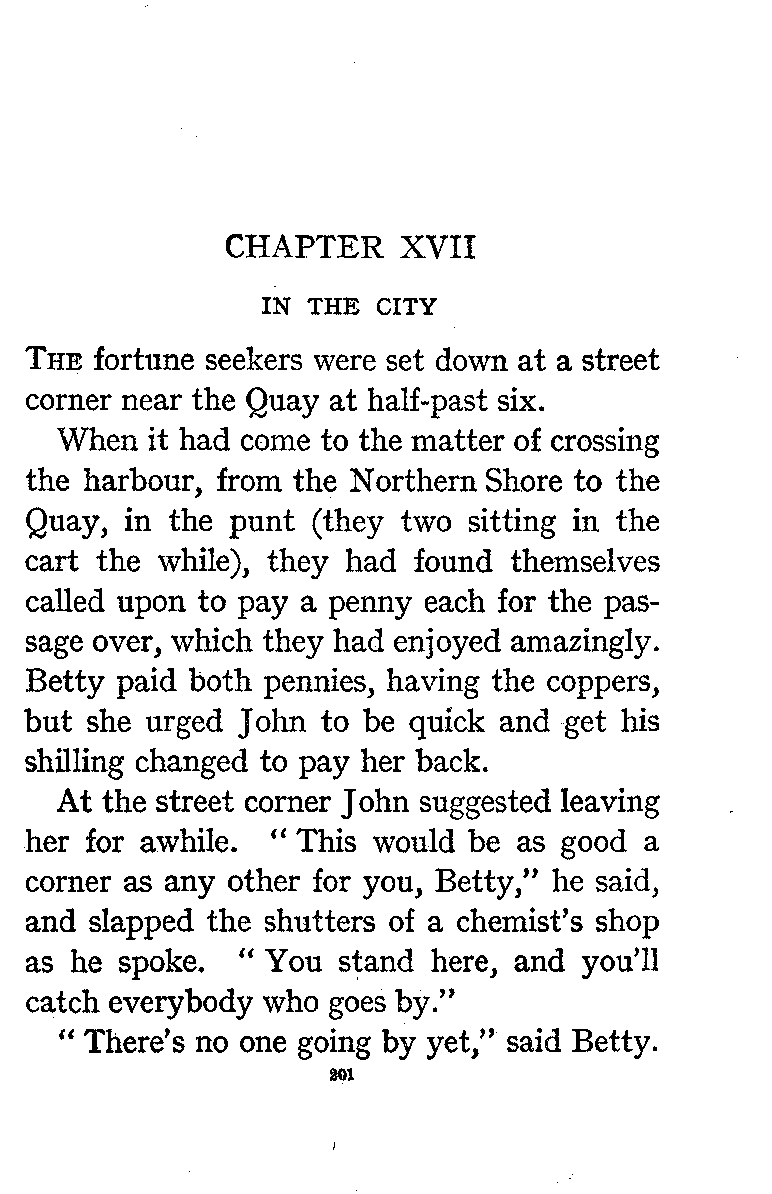 CHAPTER XVII
IN THE CITY
THE fortune seekers were set down at a street
corner near the Quay at half-past six.
When it had come to the matter of crossing
the harbour, from the Northern Shore to the
Quay, in the punt (they two sitting in the
cart the while), they had found themselves
called upon to pay a penny each for the pas-
sage over, which they had enjoyed amazingly.
Betty paid both pennies, having the coppers,
but she urged John to be quick and get his
shilling changed to pay her back.
At the street corner John suggested leaving
her for awhile. " This would be as good a
corner as any other for you, Betty," he said,
and slapped the shutters of a chemist's shop
as he spoke. " You stand here, and you'll
catch everybody who goes by."
" There's no one going by yet," said Betty.
201